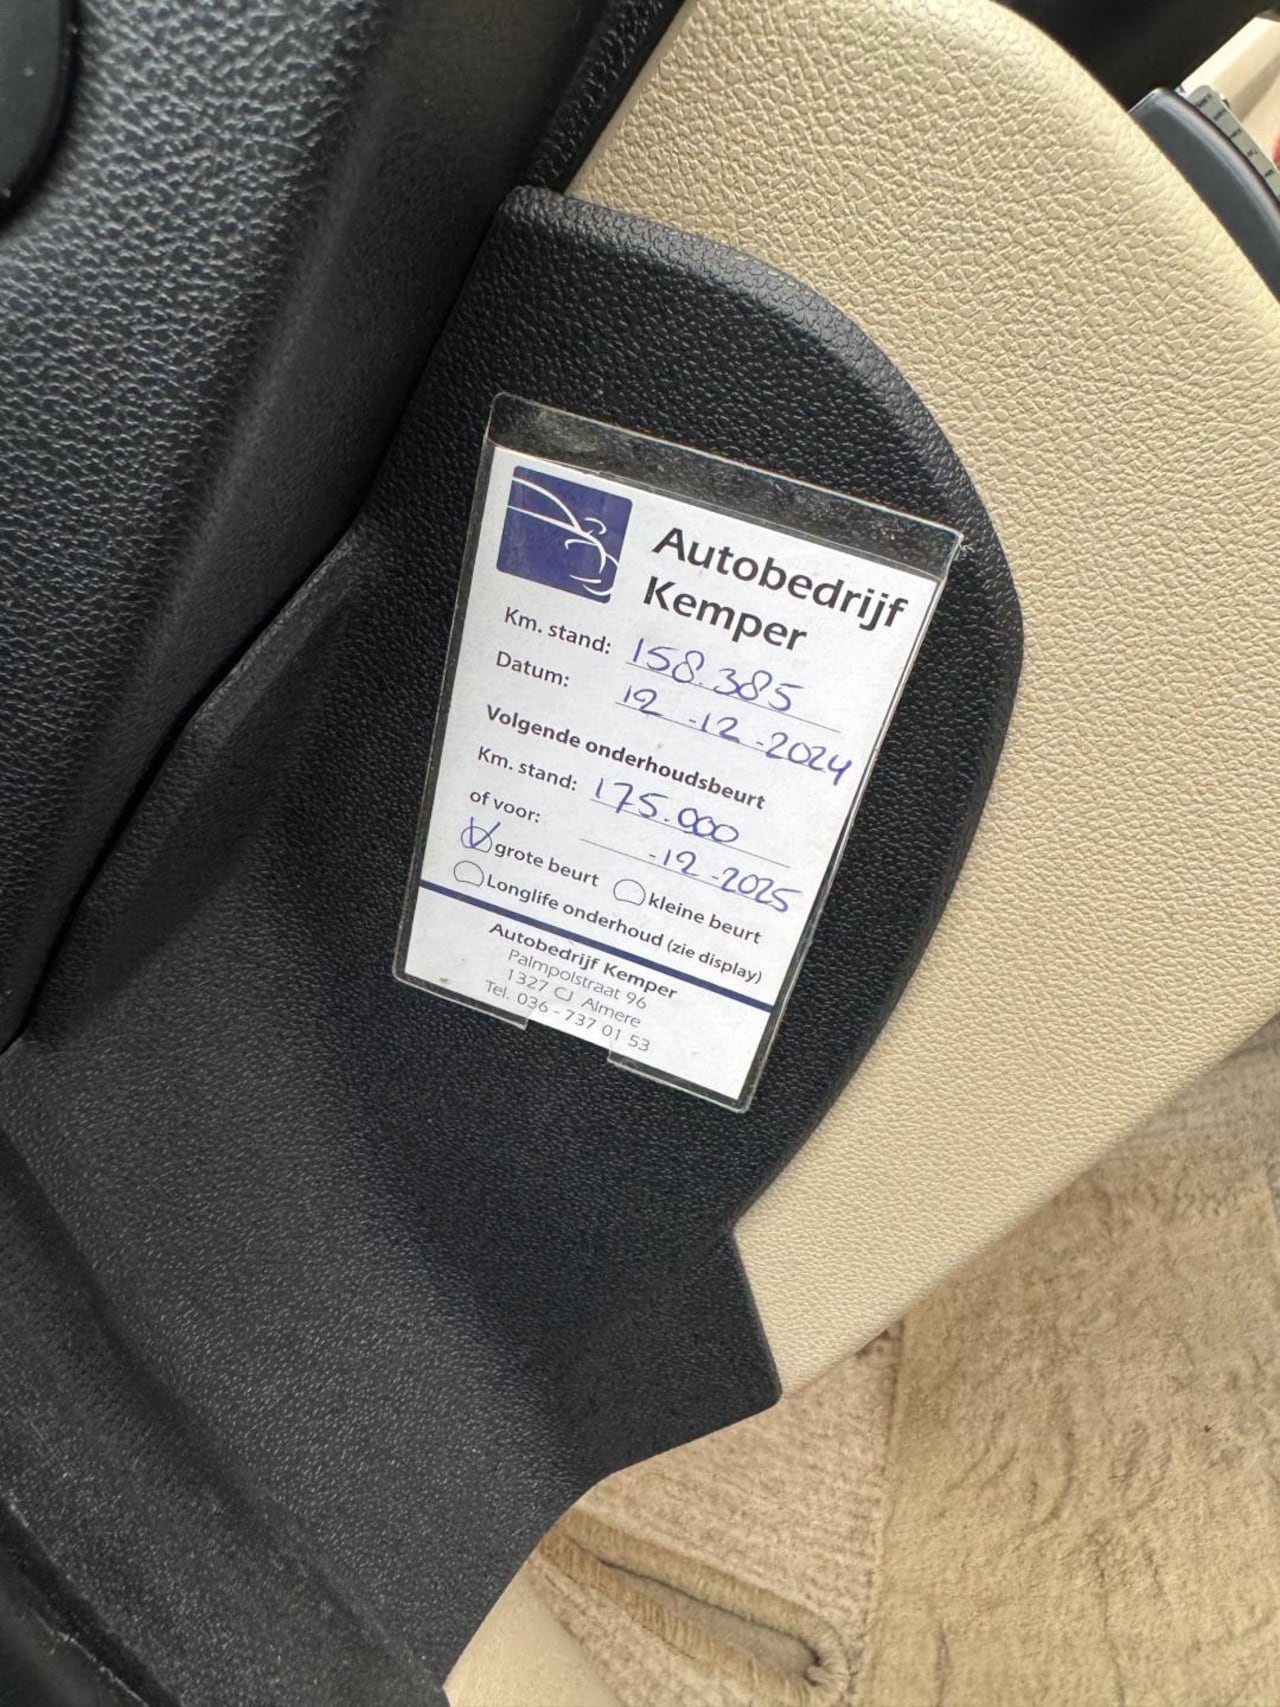 Autobedrijf
Kemper
Km. stand: 158.385
Datum: 12-12-2024
Volgende onderhoudsbeurt
Km. stand: 175.000
of voor: -12-2025
grote beurt kleine beurt
Longlife onderhoud (zie display)
Autobedrijf Kemper
Palmpolstraat 96
1327 CJ Almere
Tel. 036 - 737 01 53